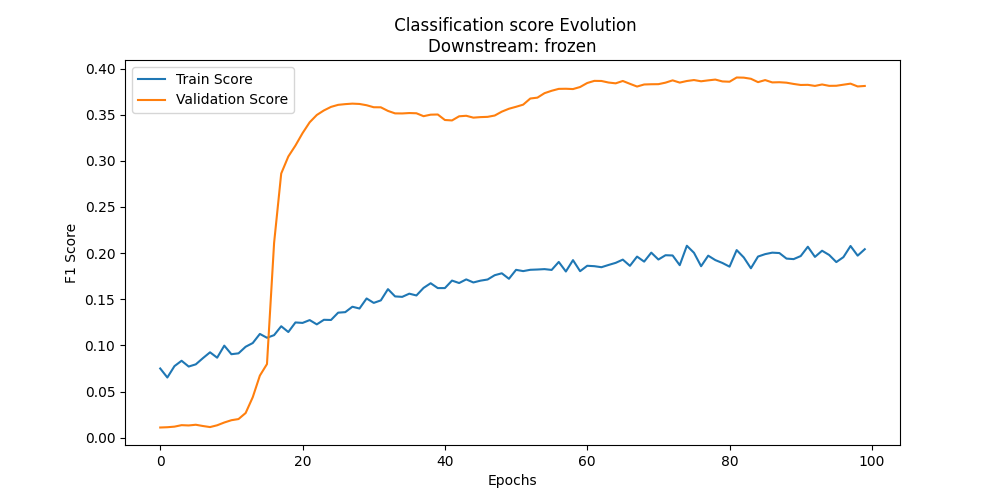 Classification score Evolution
Downstream: frozen
Train Score
Validation Score
F1 Score
0.40
0.35
0.30
0.25
0.20
0.15
0.10
0.05
0.00
0 20 40 60 80 100
Epochs